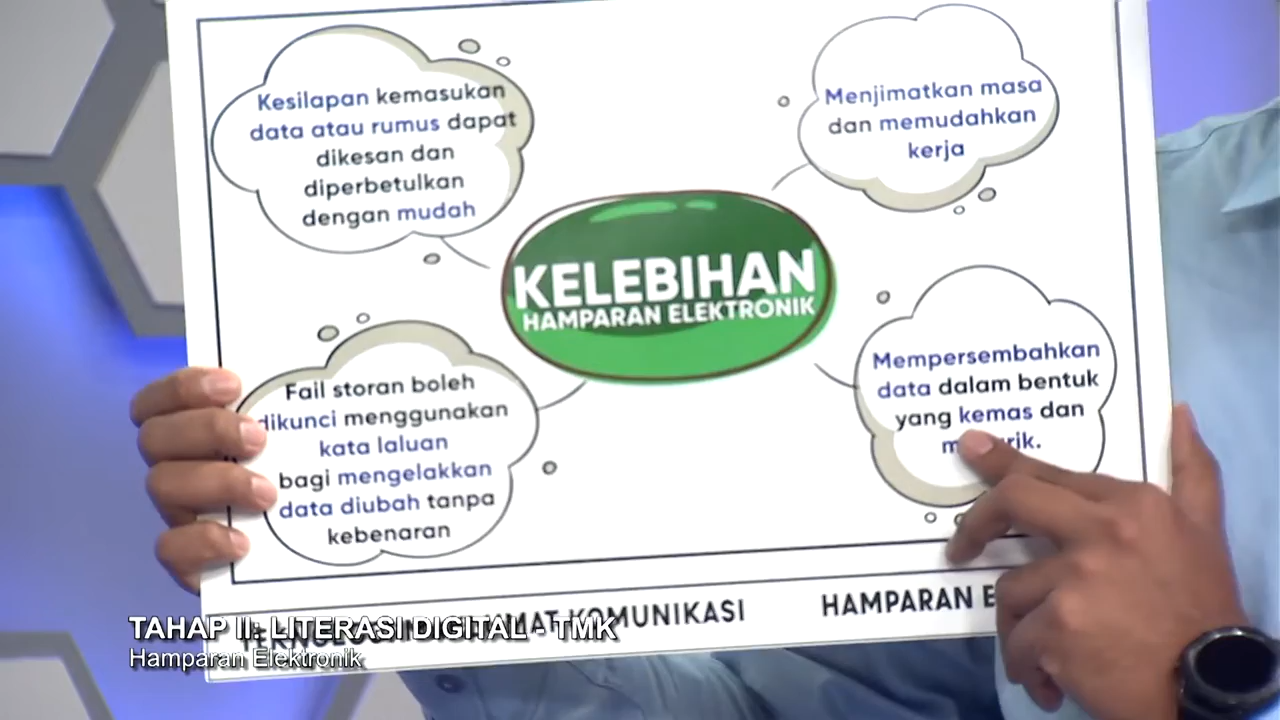 Kesilapan kemasukan
data atau rumus dapat
dikesan dan
diperbetulkan
dengan mudah
Menjimatkan masa
dan memudahkan
kerja
KELEBIHAN
HAMPARAN ELEKTRONIK
Fail storan boleh
dikunci menggunakan
kata laluan
bagi mengelakkan
data diubah tanpa
kebenaran
Mempersembahkan
data dalam bentuk
yang kemas dan
KOMUNIKASI
HAMPARAN
TAHAP II: LITERASI DIGITAL - TMK
Hamparan Elektronik